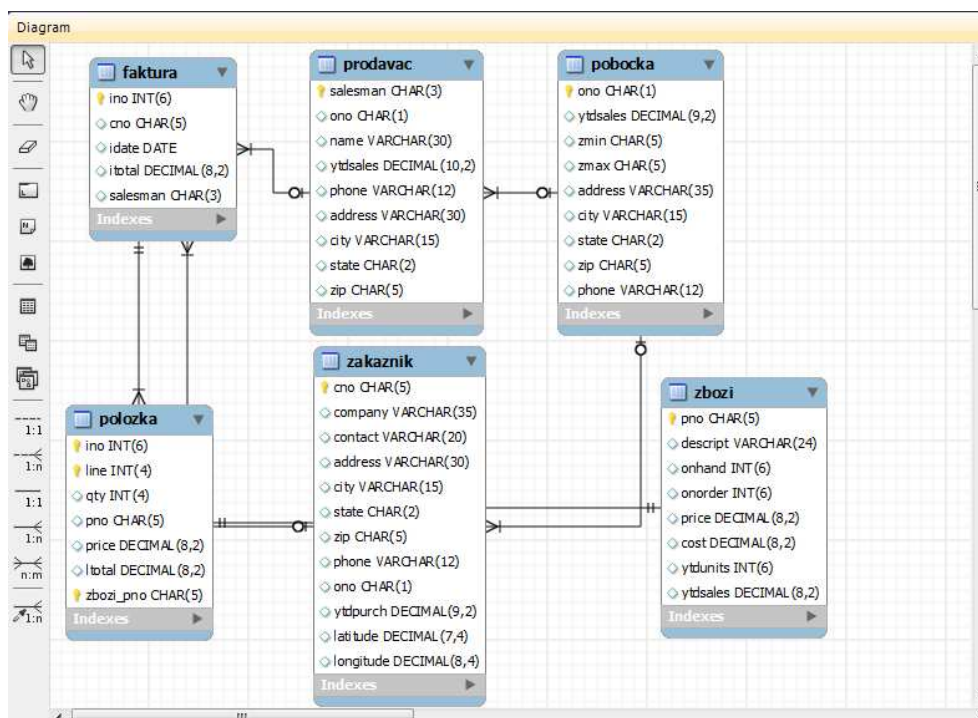 Diagram
faktura
ino INT(6)
cno CHAR(5)
idate DATE
itotal DECIMAL(8,2)
salesman CHAR(3)
Indexes
prodavac
salesman CHAR(3)
ono CHAR(1)
name VARCHAR(30)
ytdsales DECIMAL(10,2)
phone VARCHAR(12)
address VARCHAR(30)
city VARCHAR(15)
state CHAR(2)
zip CHAR(5)
Indexes
pobocka
ono CHAR(1)
ytdsales DECIMAL(9,2)
zmin CHAR(5)
zmax CHAR(5)
address VARCHAR(35)
city VARCHAR(15)
state CHAR(2)
zip CHAR(5)
phone VARCHAR(12)
Indexes
polozka
ino INT(6)
line INT(4)
qty INT(4)
pno CHAR(5)
price DECIMAL(8,2)
ltotal DECIMAL(8,2)
zbozi_pno CHAR(5)
Indexes
zakaznik
cno CHAR(5)
company VARCHAR(35)
contact VARCHAR(20)
address VARCHAR(30)
city VARCHAR(15)
state CHAR(2)
zip CHAR(5)
phone VARCHAR(12)
ono CHAR(1)
ytdpurch DECIMAL(9,2)
latitude DECIMAL(7,4)
longitude DECIMAL(8,4)
Indexes
zbozi
pno CHAR(5)
descript VARCHAR(24)
onhand INT(6)
onorder INT(6)
price DECIMAL(8,2)
cost DECIMAL(8,2)
ytdunits INT(6)
ytdsales DECIMAL(8,2)
Indexes
1:1
1:n
1:1
1:n
n:m
1:n